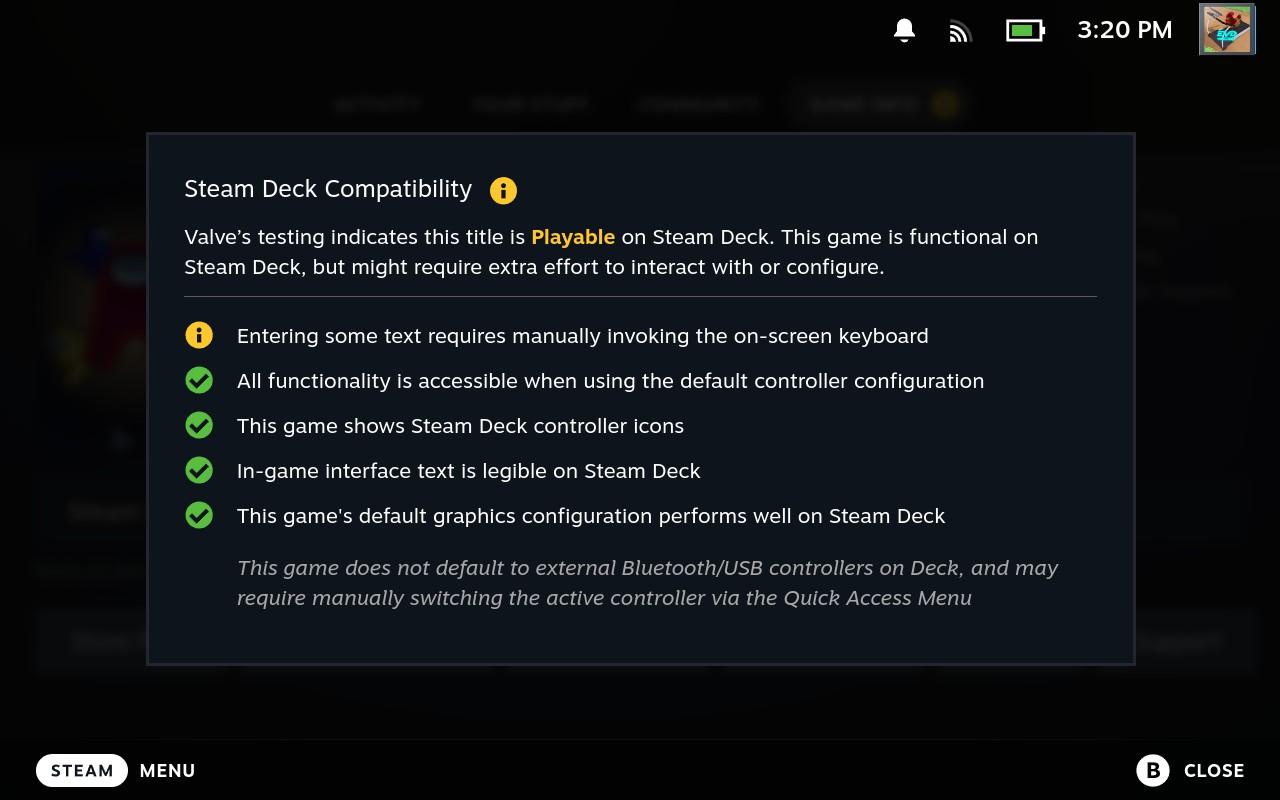 3:20 PM
ACTIVITY YOUR STUFF COMMUNITY GAME INFO
Steam Deck Compatibility
Valve’s testing indicates this title is Playable on Steam Deck. This game is functional on
Steam Deck, but might require extra effort to interact with or configure.
Entering some text requires manually invoking the on-screen keyboard
All functionality is accessible when using the default controller configuration
This game shows Steam Deck controller icons
In-game interface text is legible on Steam Deck
This game's default graphics configuration performs well on Steam Deck
This game does not default to external Bluetooth/USB controllers on Deck, and may
require manually switching the active controller via the Quick Access Menu
Support
STEAM MENU
B CLOSE